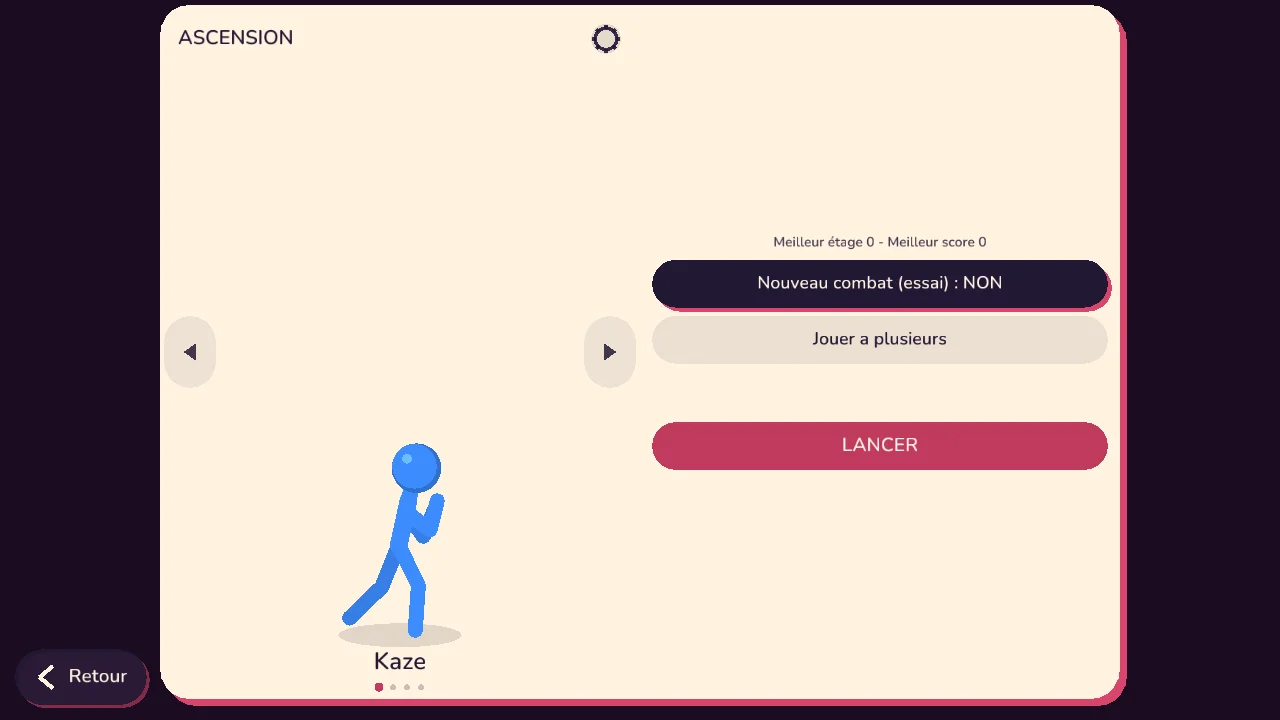 ASCENSION
Meilleur étage 0 - Meilleur score 0
Nouveau combat (essai) : NON
Jouer a plusieurs
LANCER
Kaze
Retour